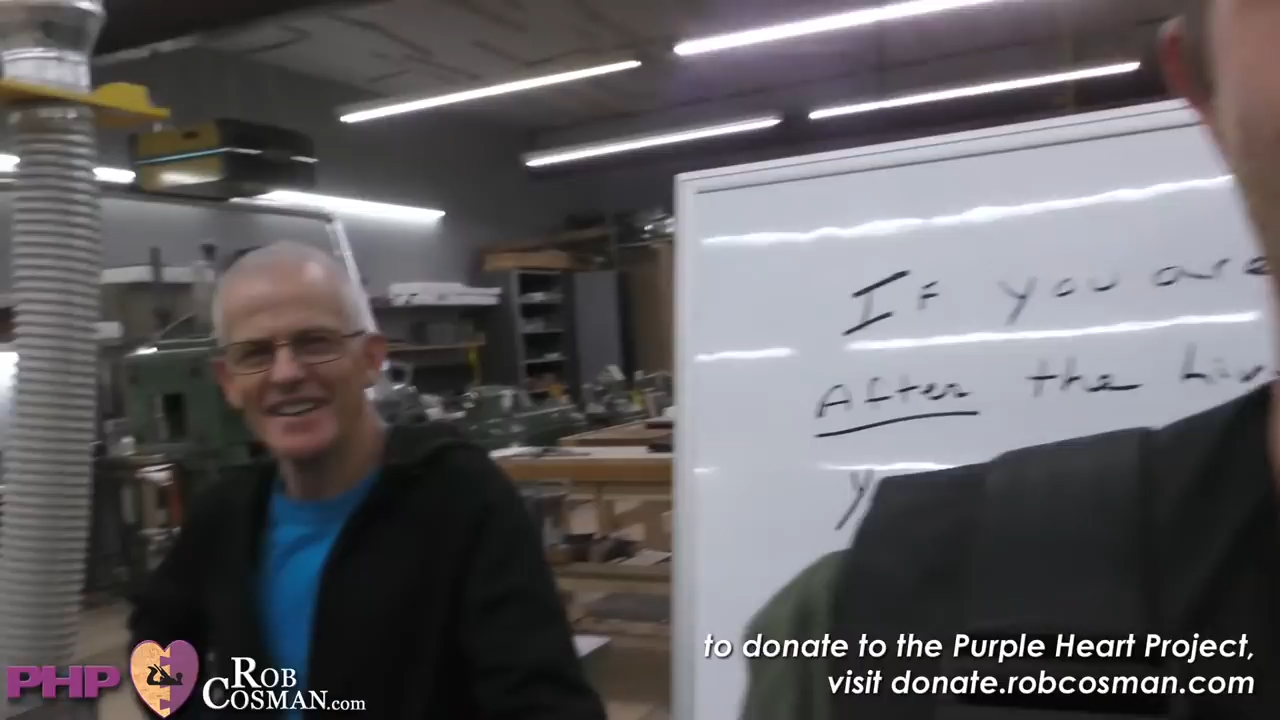 If you are
After the
to donate to the Purple Heart Project,
visit donate.robcosman.com
PHP
Rob
Cosman.com